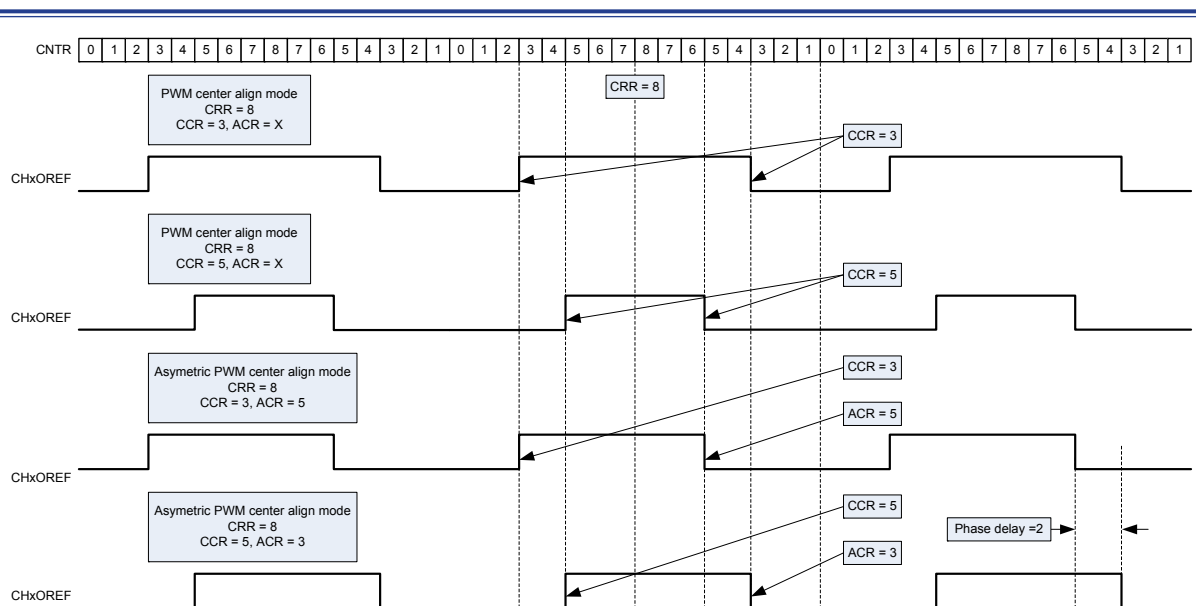 CNTR 0 1 2 3 4 5 6 7 8 7 6 5 4 3 2 1 0 1 2 3 4 5 6 7 8 7 6 5 4 3 2 1 0 1 2 3 4 5 6 7 8 7 6 5 4 3 2 1
PWM center align mode
CRR = 8
CCR = 3, ACR = X
CRR = 8
CCR = 3
CHxOREF
PWM center align mode
CRR = 8
CCR = 5, ACR = X
CCR = 5
CHxOREF
Asymetric PWM center align mode
CRR = 8
CCR = 3, ACR = 5
CCR = 3
ACR = 5
CHxOREF
Asymetric PWM center align mode
CRR = 8
CCR = 5, ACR = 3
CCR = 5
Phase delay =2
ACR = 3
CHxOREF